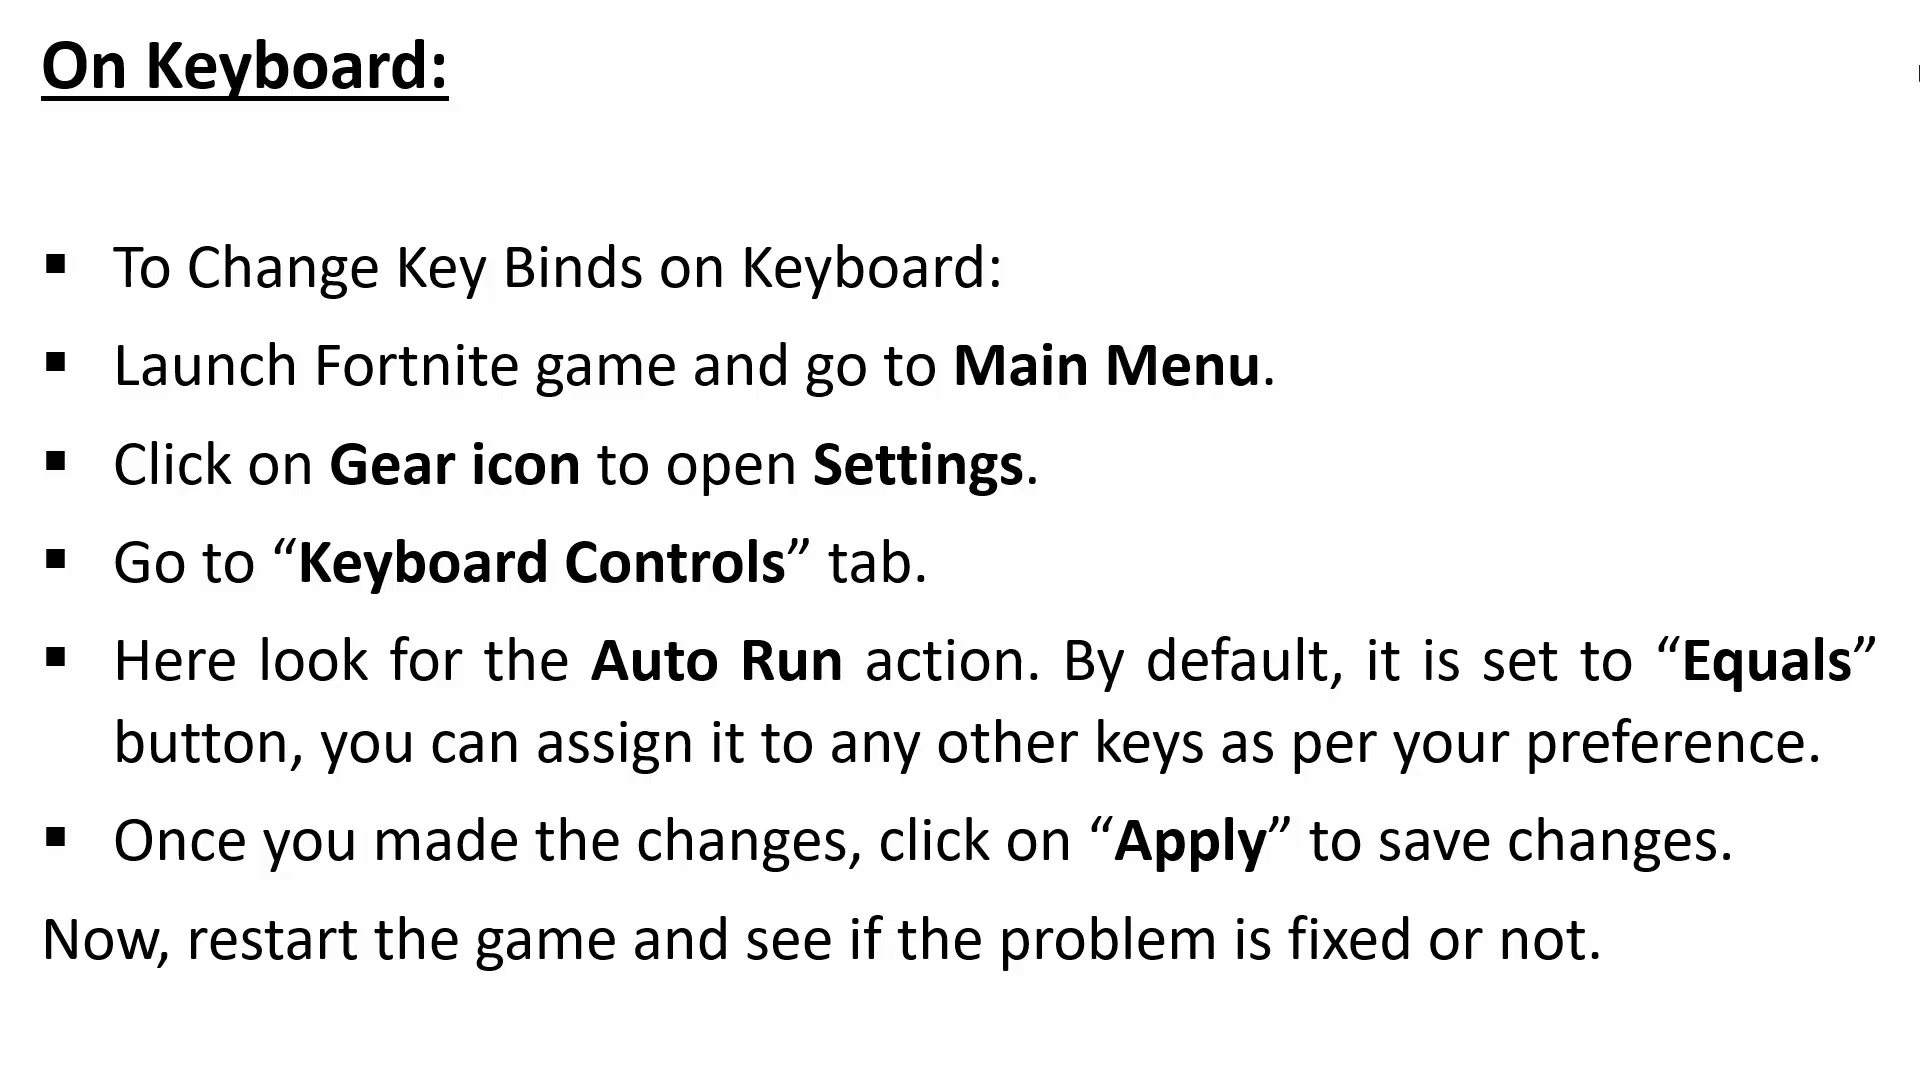 On Keyboard:
▪ To Change Key Binds on Keyboard:
▪ Launch Fortnite game and go to Main Menu.
▪ Click on Gear icon to open Settings.
▪ Go to “Keyboard Controls” tab.
▪ Here look for the Auto Run action. By default, it is set to “Equals”
button, you can assign it to any other keys as per your preference.
▪ Once you made the changes, click on “Apply” to save changes.
Now, restart the game and see if the problem is fixed or not.